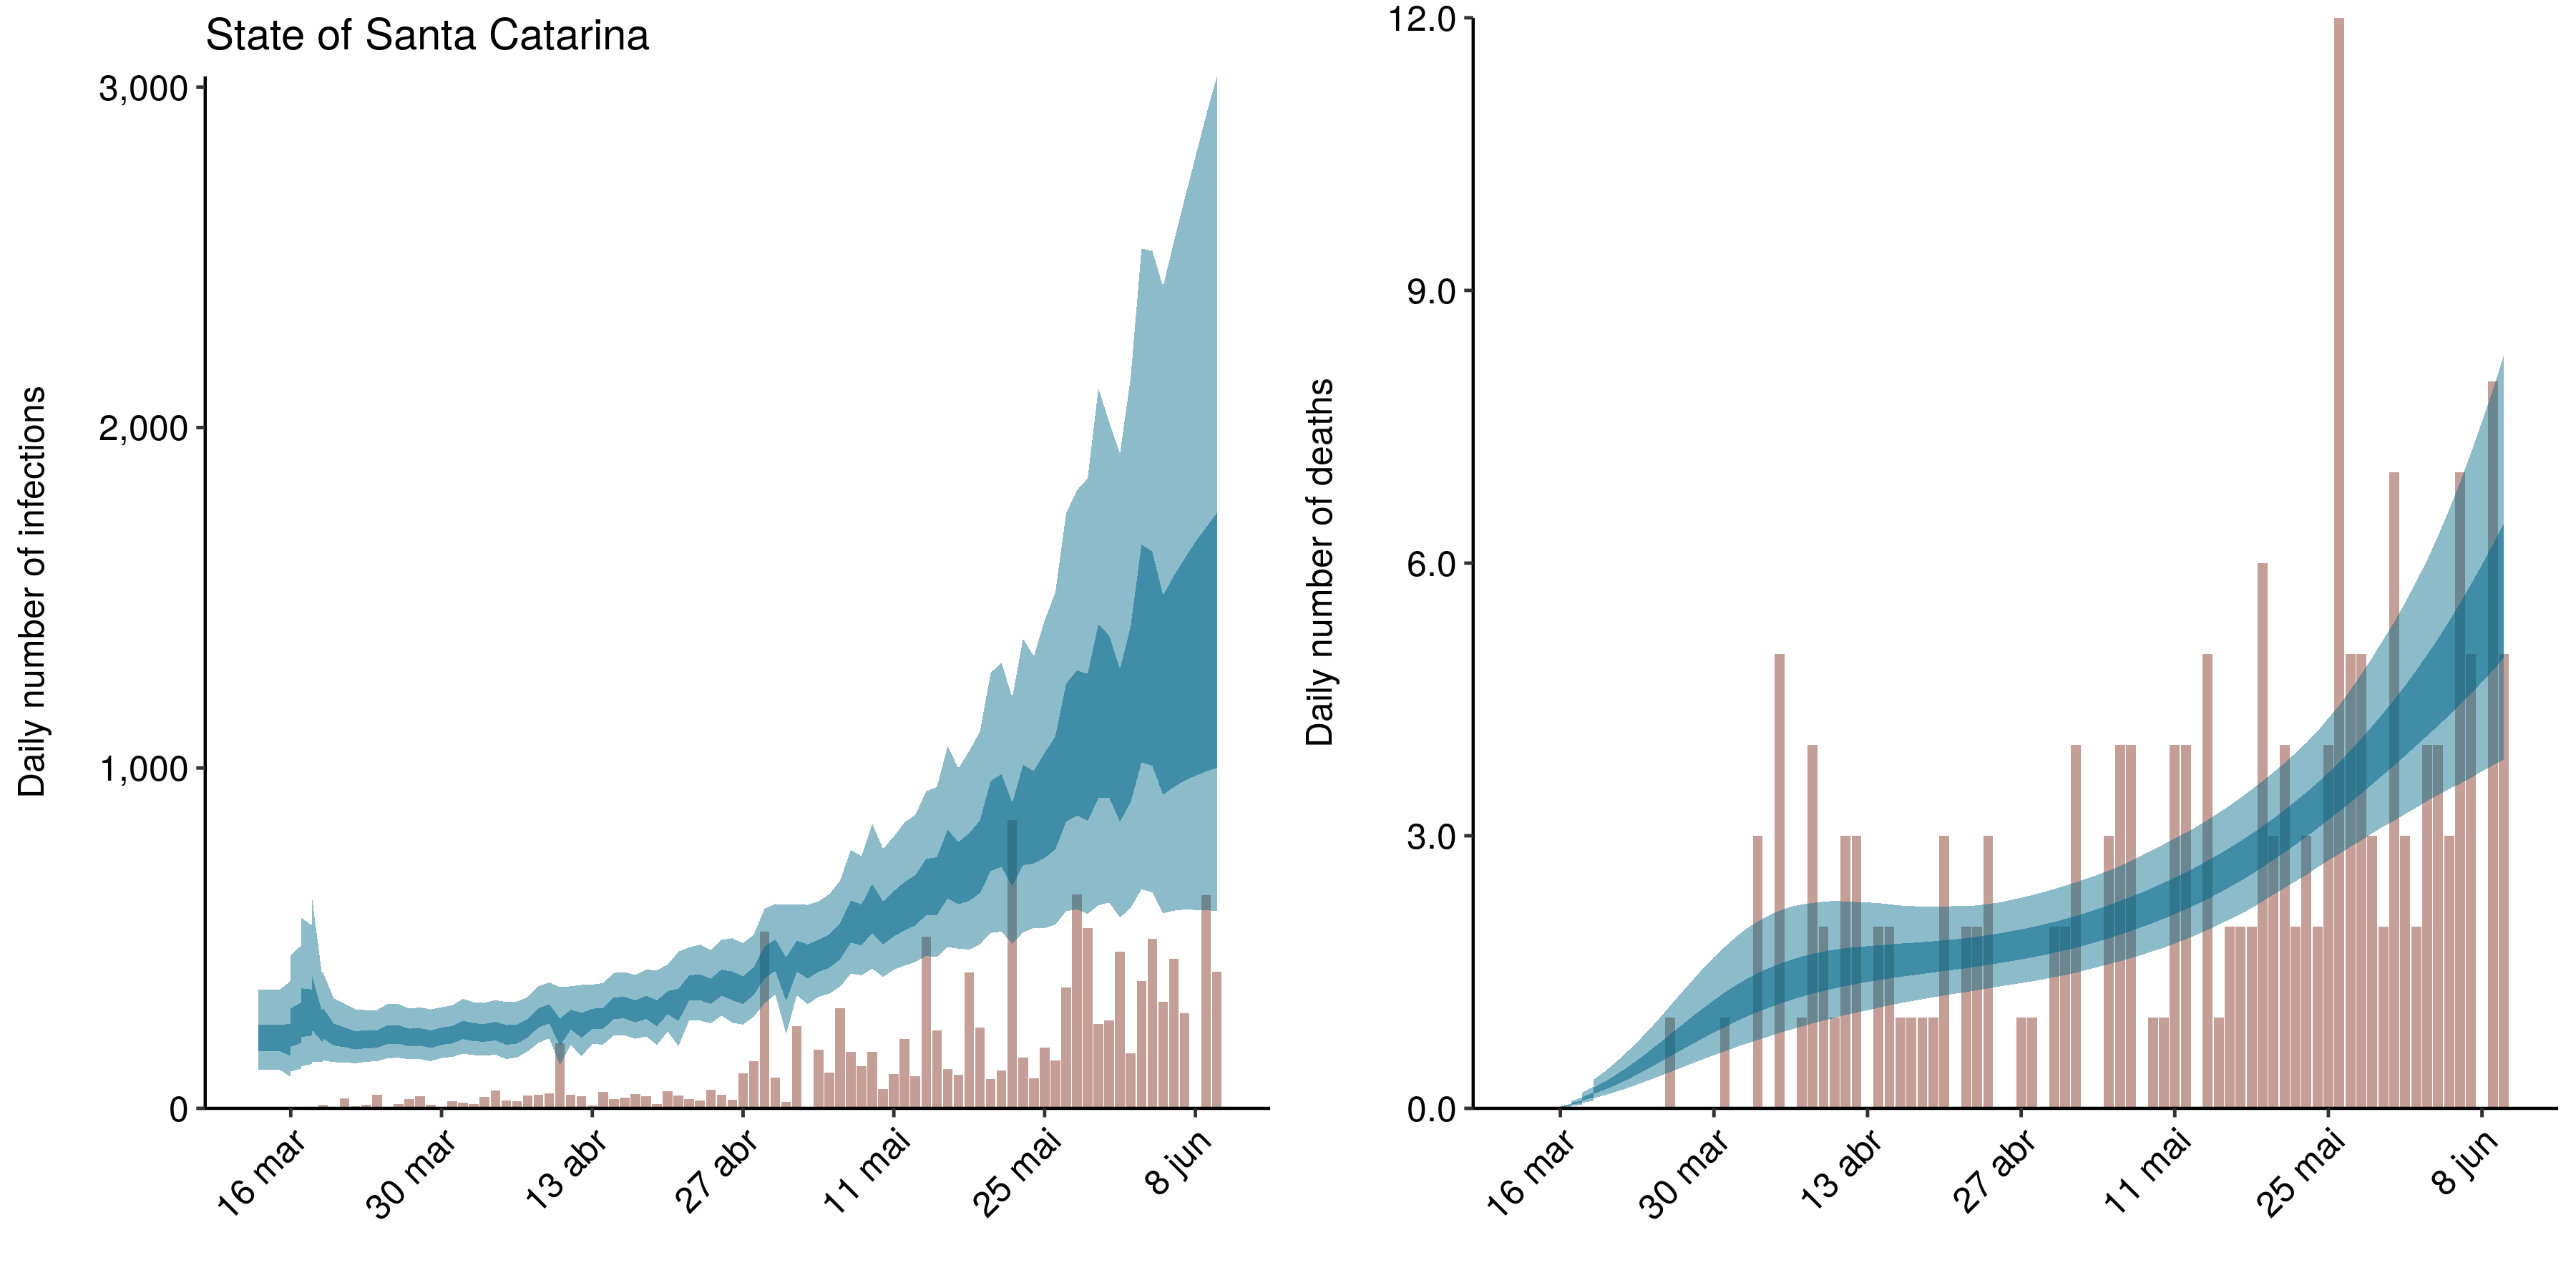 State of Santa Catarina
Daily number of infections
3,000
2,000
1,000
0
16 mar
30 mar
13 abr
27 abr
11 mai
25 mai
8 jun
Daily number of deaths
12.0
9.0
6.0
3.0
0.0
16 mar
30 mar
13 abr
27 abr
11 mai
25 mai
8 jun